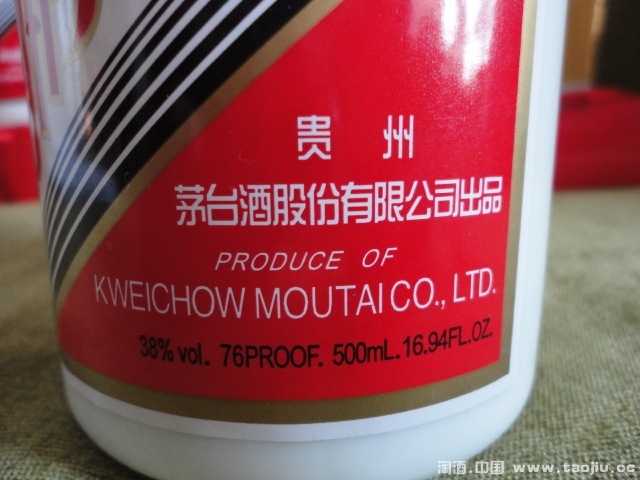 贵 州
茅台酒股份有限公司出品
PRODUCE OF
KWEICHOW MOUTAI CO., LTD.
38% vol. 76PROOF. 500mL. 16.94FL.OZ.
淘酒.中国 www.taojiu.cc